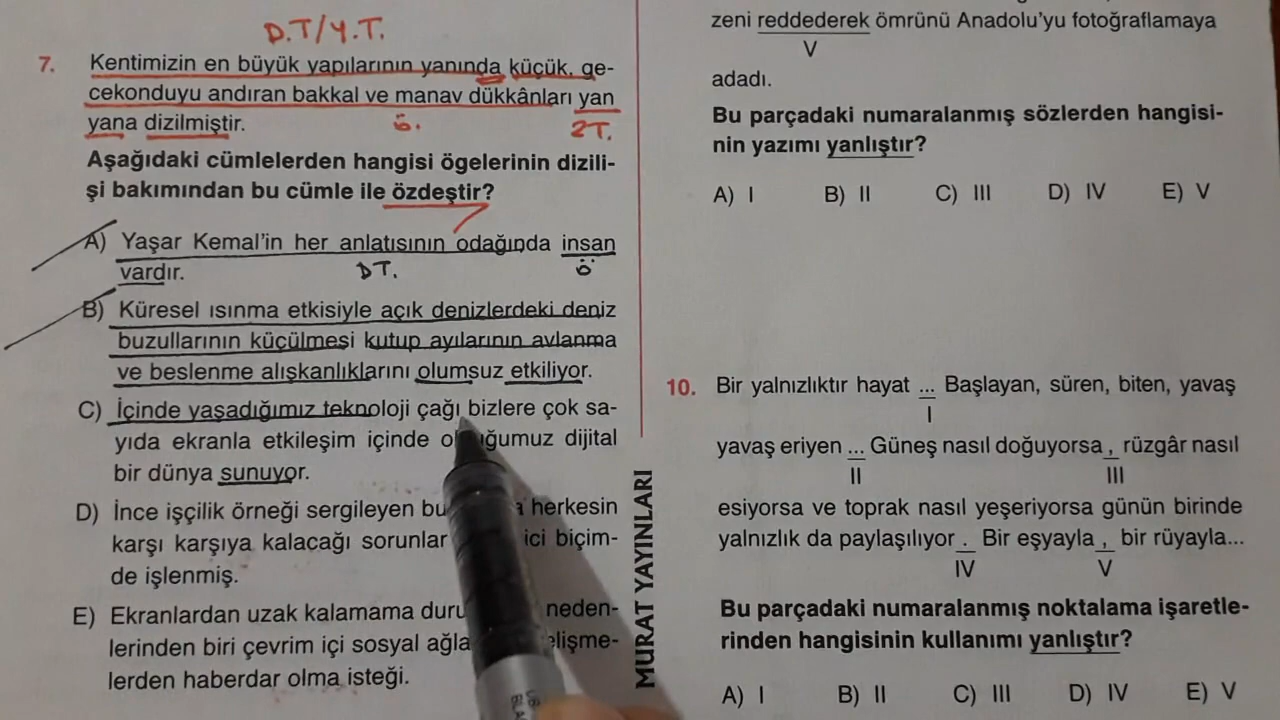 D.T/Y.T.
7. Kentimizin en büyük yapılarının yanında küçük, ge-
cekonduyu andıran bakkal ve manav dükkânları yan
yana dizilmiştir.
ö. ZT.
Aşağıdaki cümlelerden hangisi ögelerinin dizili-
şi bakımından bu cümle ile özdeştir?
A) Yaşar Kemal'in her anlatısının odağında insan
vardır.
DT. ö
B) Küresel ısınma etkisiyle açık denizlerdeki deniz
buzullarının küçülmesi kutup ayılarının avlanma
ve beslenme alışkanlıklarını olumsuz etkiliyor.
C) İçinde yaşadığımız teknoloji çağı bizlere çok sa-
yıda ekranla etkileşim içinde dijital
bir dünya sunuyor.
D) İnce işçilik örneği sergileyen herkesin
karşı karşıya kalacağı sorunlar biçim-
de işlenmiş.
E) Ekranlardan uzak kalamama neden-
lerinden biri çevrim içi sosyal
lerden haberdar olma isteği.
MURAT YAYINLARI
zeni reddederek ömrünü Anadolu'yu fotoğraflamaya
V
adadı.
Bu parçadaki numaralanmış sözlerden hangisi-
nin yazımı yanlıştır?
A) I B) II C) III D) IV E) V
10. Bir yalnızlıktır hayat ... Başlayan, süren, biten, yavaş
I
yavaş eriyen ... Güneş nasıl doğuyorsa , rüzgâr nasıl
II III
esiyorsa ve toprak nasıl yeşeriyorsa günün birinde
yalnızlık da paylaşılıyor . Bir eşyayla , bir rüyayla...
IV V
Bu parçadaki numaralanmış noktalama işaretle-
rinden hangisinin kullanımı yanlıştır?
A) I B) II C) III D) IV E) V